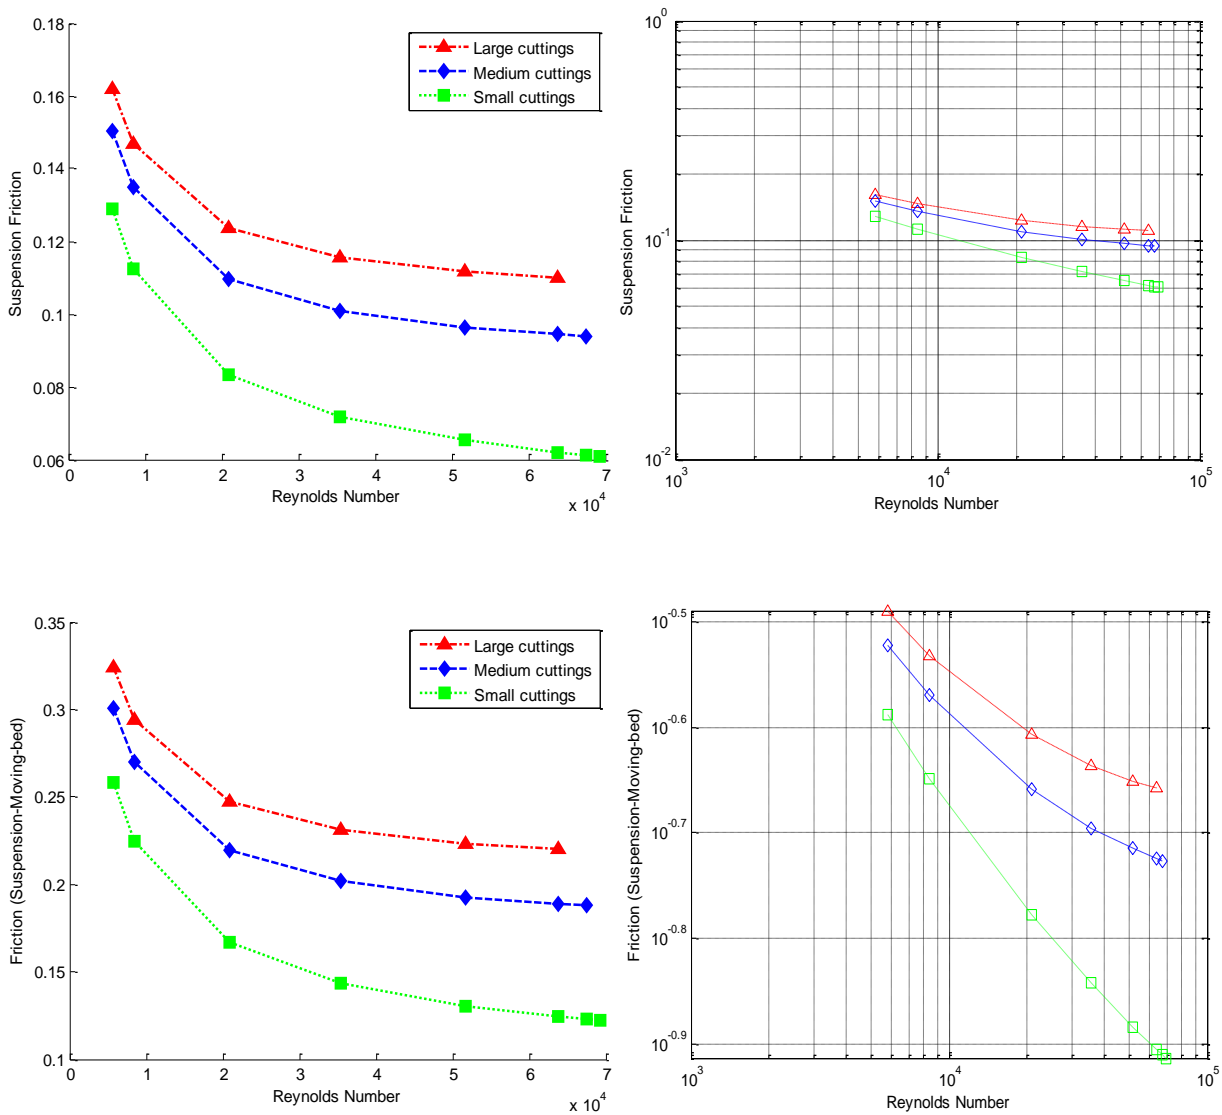 0.18
0.16
0.14
0.12
0.1
0.08
0.06
Suspension Friction
0
1
2
3
4
5
6
7
Reynolds Number
x 10^4
Large cuttings
Medium cuttings
Small cuttings
10^0
10^-1
10^-2
Suspension Friction
10^3
10^4
10^5
Reynolds Number
0.35
0.3
0.25
0.2
0.15
0.1
Friction (Suspension-Moving-bed)
0
1
2
3
4
5
6
7
Reynolds Number
x 10^4
Large cuttings
Medium cuttings
Small cuttings
10^-0.5
10^-0.6
10^-0.7
10^-0.8
10^-0.9
Friction (Suspension-Moving-bed)
10^3
10^4
10^5
Reynolds Number